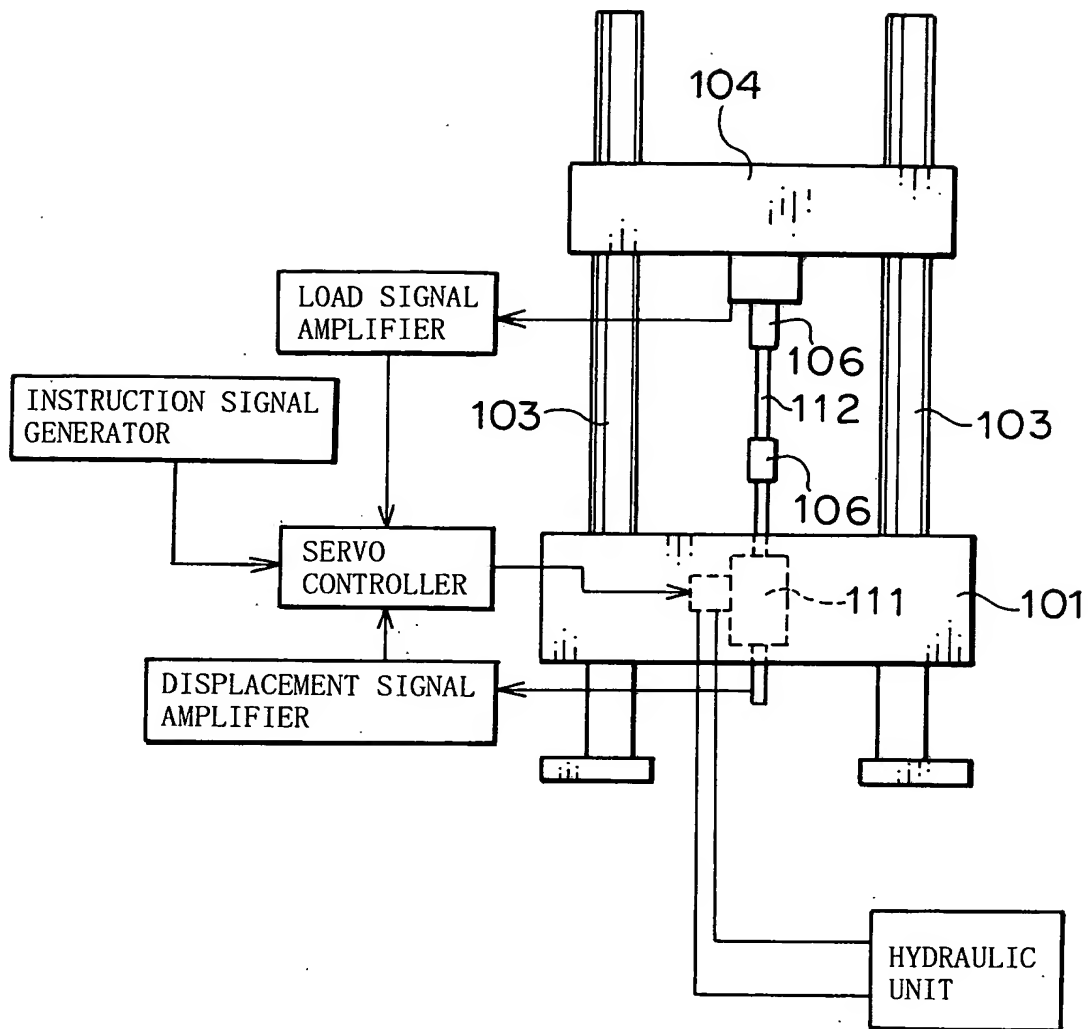 104
LOAD SIGNAL
AMPLIFIER
106
INSTRUCTION SIGNAL
GENERATOR
103
112
103
106
SERVO
CONTROLLER
111
101
DISPLACEMENT SIGNAL
AMPLIFIER
HYDRAULIC
UNIT